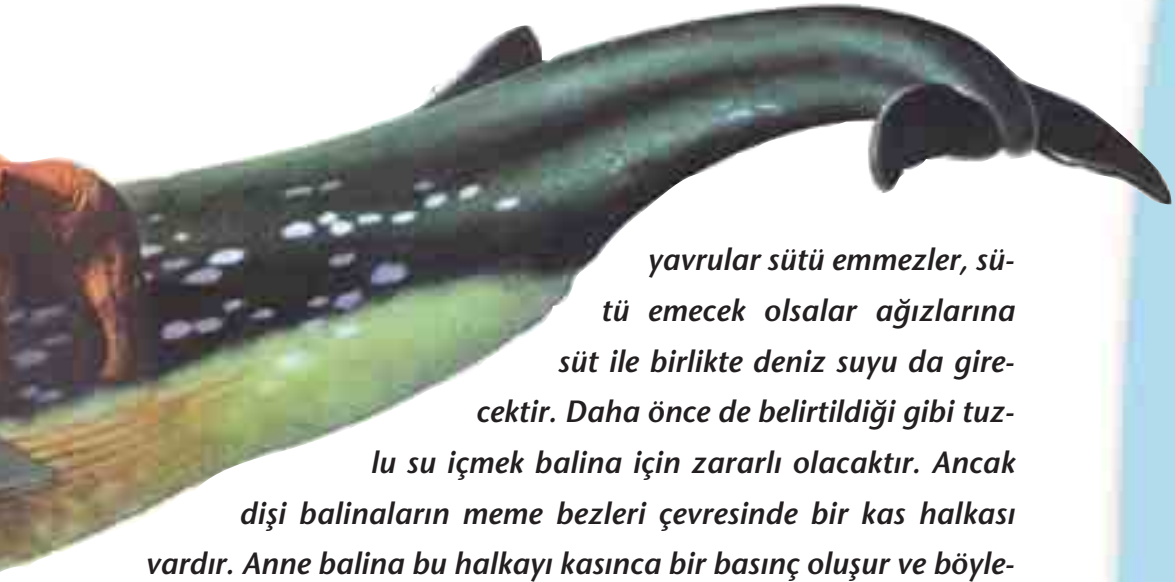 yavrular sütü emmezler, sü-
tü emecek olsalar ağızlarına
süt ile birlikte deniz suyu da gire-
cektir. Daha önce de belirtildiği gibi tuz-
lu su içmek balina için zararlı olacaktır. Ancak
dişi balinaların meme bezleri çevresinde bir kas halkası
vardır. Anne balina bu halkayı kasınca bir basınç oluşur ve böyle-